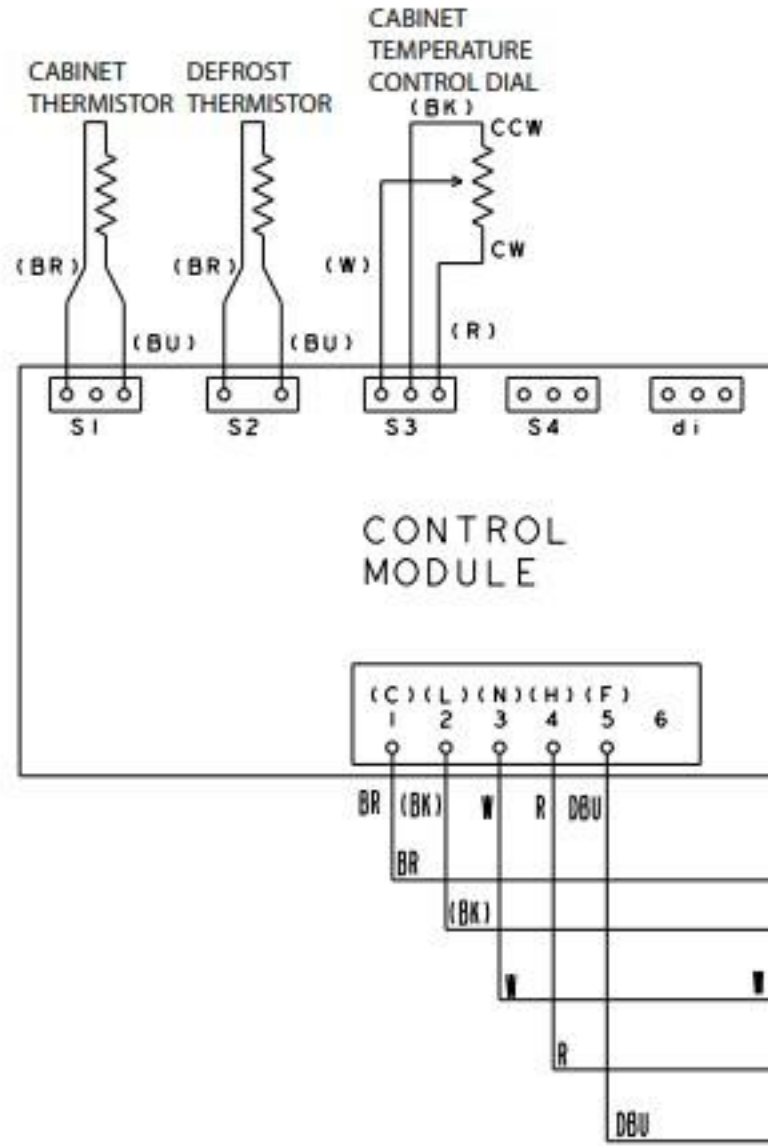 CABINET
TEMPERATURE
CONTROL DIAL
CABINET
THERMISTOR
DEFROST
THERMISTOR
(BK)
CCW
CW
(BR)
(BR)
(W)
(R)
(BU)
(BU)
S1
S2
S3
S4
di
CONTROL
MODULE
(C) (L) (N) (H) (F)
1 2 3 4 5 6
BR (BK) W R DBU
BR
(BK)
W W
R
DBU